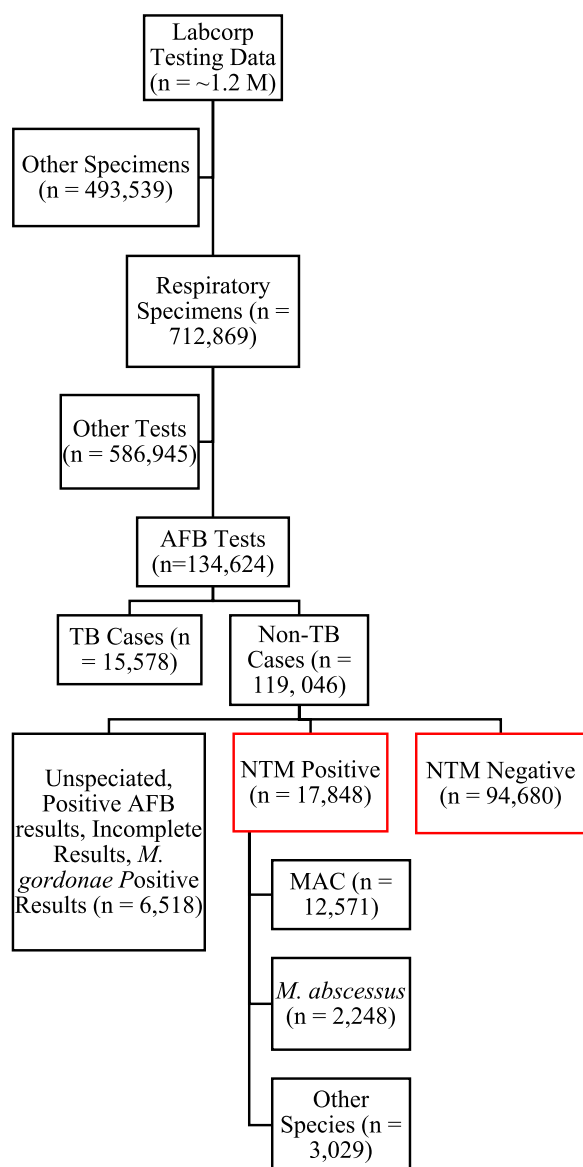 Labcorp
Testing Data
(n = ~1.2 M)
Other Specimens
(n = 493,539)
Respiratory
Specimens (n =
712,869)
Other Tests
(n = 586,945)
AFB Tests
(n=134,624)
TB Cases (n
= 15,578)
Non-TB
Cases (n =
119, 046)
Unspeciated,
Positive AFB
results, Incomplete
Results, M.
gordonae Positive
Results (n = 6,518)
NTM Positive
(n = 17,848)
NTM Negative
(n = 94,680)
MAC (n =
12,571)
M. abscessus
(n = 2,248)
Other
Species (n =
3,029)